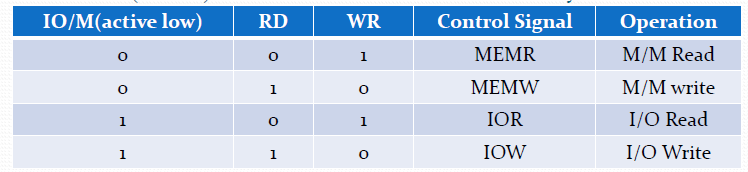 IO/M(active low) RD WR Control Signal Operation
0 0 1 MEMR M/M Read
0 1 0 MEMW M/M write
1 0 1 IOR I/O Read
1 1 0 IOW I/O Write